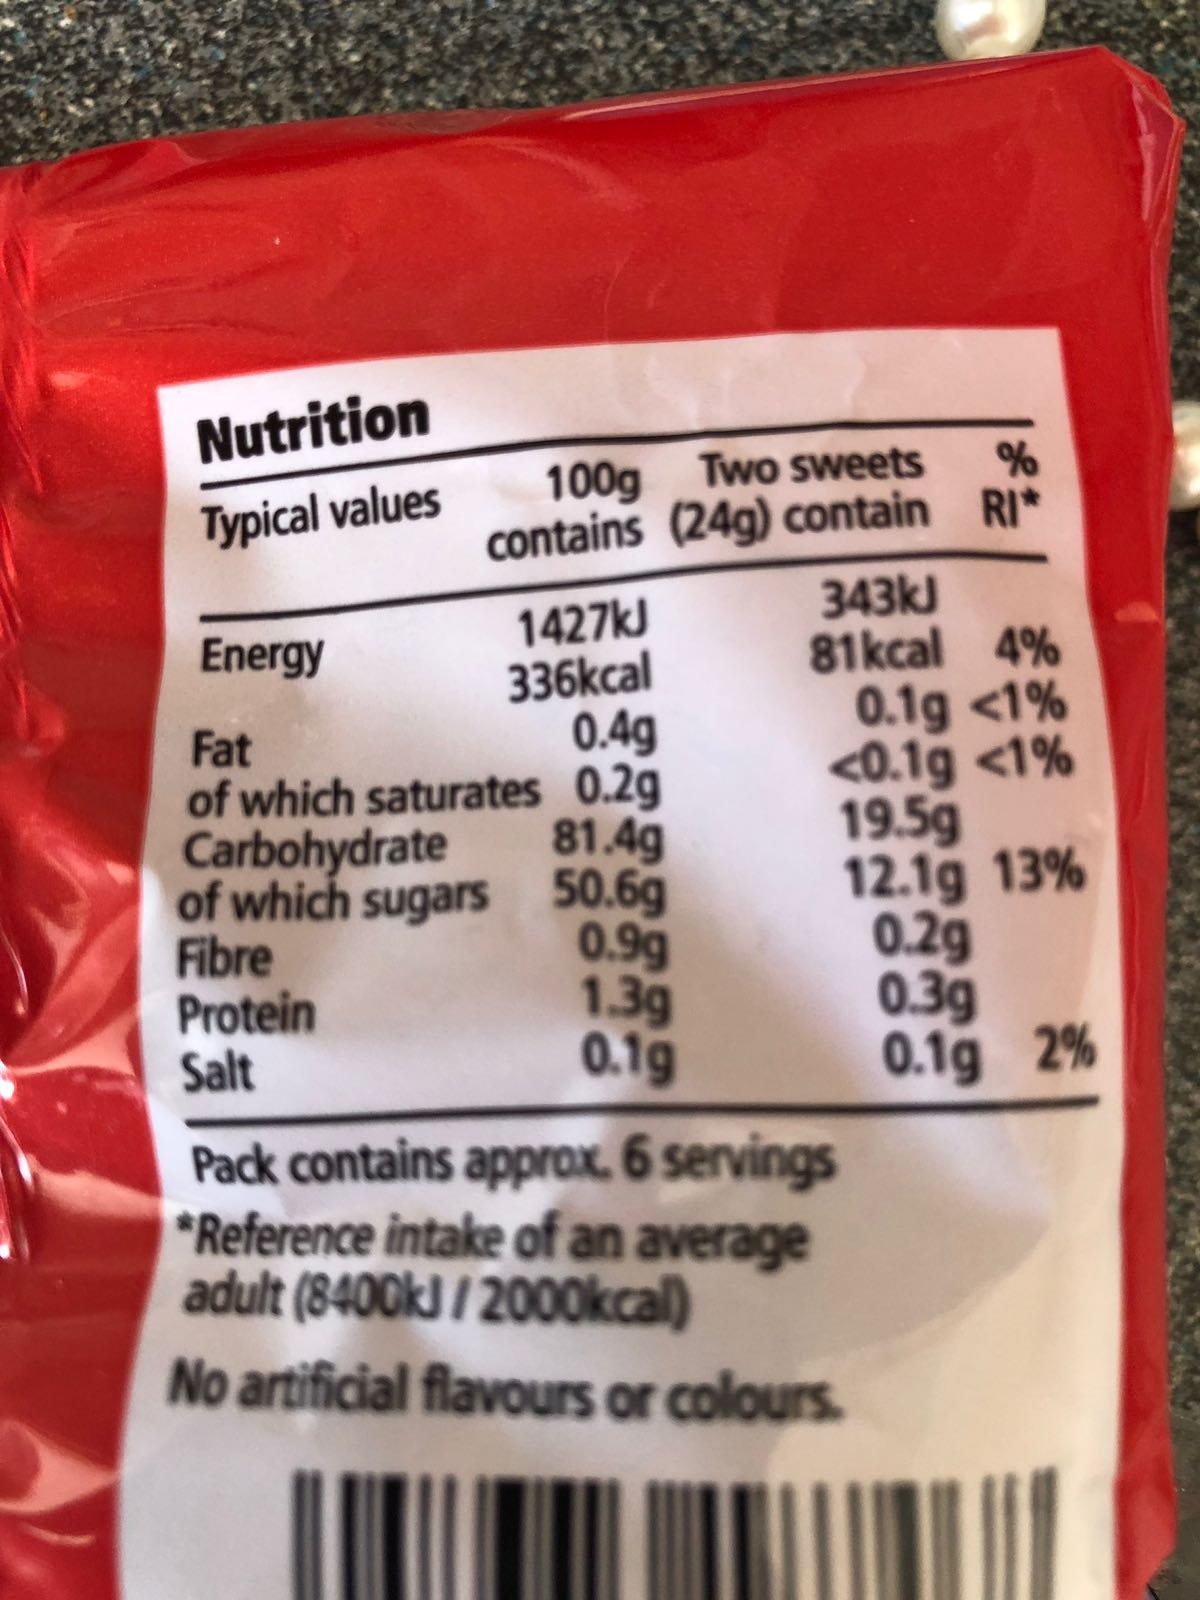 Nutrition
Typical values 100g contains Two sweets (24g) contain % RI*
Energy 1427kJ 343kJ
336kcal 81kcal 4%
Fat 0.4g 0.1g <1%
of which saturates 0.2g <0.1g <1%
Carbohydrate 81.4g 19.5g
of which sugars 50.6g 12.1g 13%
Fibre 0.9g 0.2g
Protein 1.3g 0.3g
Salt 0.1g 0.1g 2%
Pack contains approx. 6 servings
*Reference intake of an average
adult (8400kJ / 2000kcal)
No artificial flavours or colours.